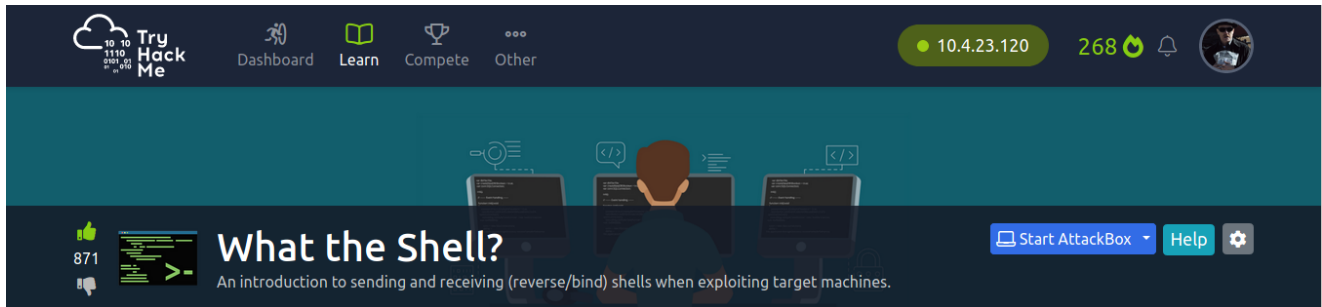 Try
Hack
Me
Dashboard
Learn
Compete
Other
10.4.23.120
268
871
What the Shell?
An introduction to sending and receiving (reverse/bind) shells when exploiting target machines.
Start AttackBox
Help